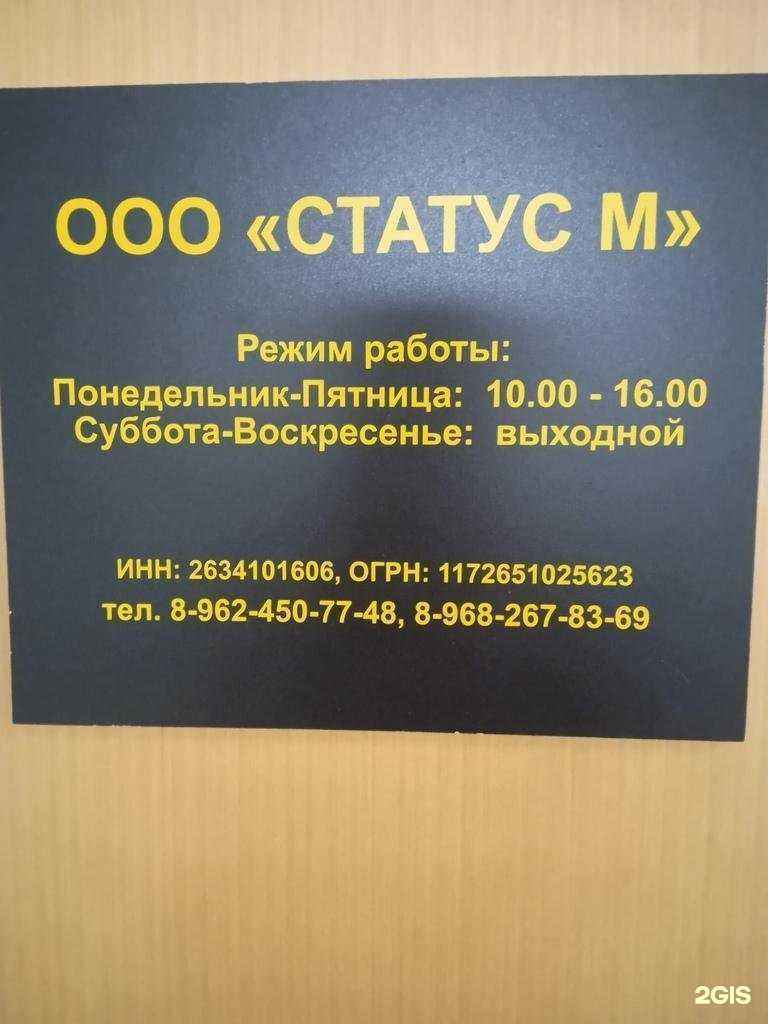 ООО «СТАТУС М»
Режим работы:
Понедельник-Пятница: 10.00 - 16.00
Суббота-Воскресенье: выходной
ИНН: 2634101606, ОГРН: 1172651025623
тел. 8-962-450-77-48, 8-968-267-83-69
2GIS